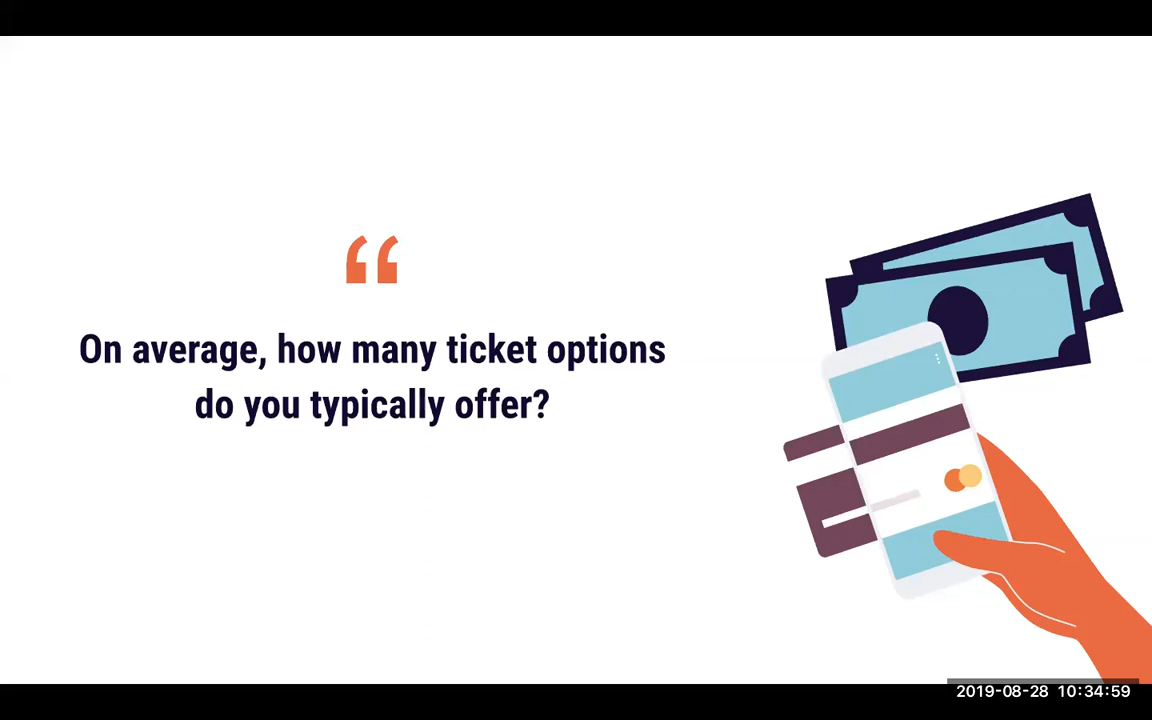 “
On average, how many ticket options
do you typically offer?
2019-08-28 10:34:59